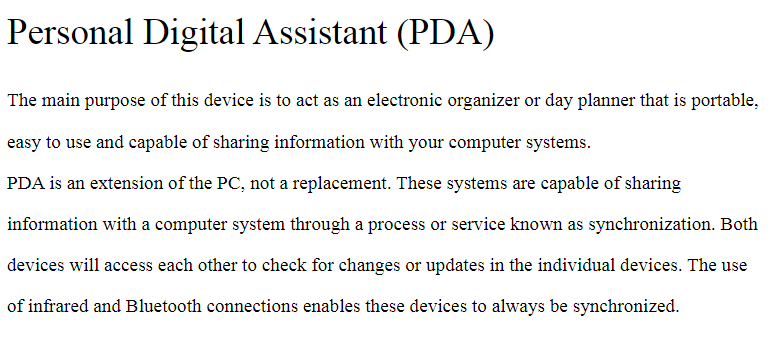 Personal Digital Assistant (PDA)
The main purpose of this device is to act as an electronic organizer or day planner that is portable,
easy to use and capable of sharing information with your computer systems.
PDA is an extension of the PC, not a replacement. These systems are capable of sharing
information with a computer system through a process or service known as synchronization. Both
devices will access each other to check for changes or updates in the individual devices. The use
of infrared and Bluetooth connections enables these devices to always be synchronized.